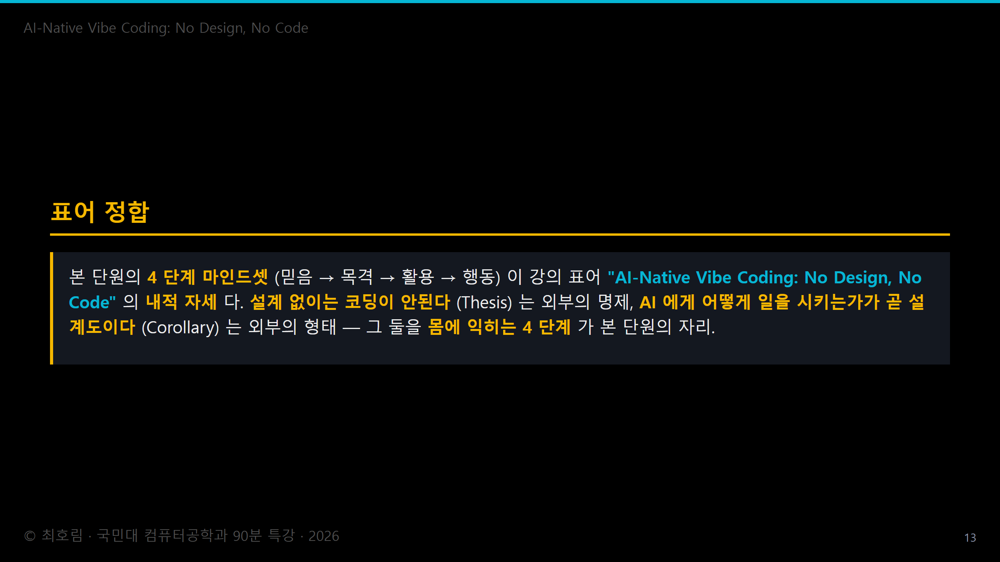 AI-Native Vibe Coding: No Design, No Code
표어 정합
본 단원의 4 단계 마인드셋 (믿음 → 목격 → 활용 → 행동) 이 강의 표어 "AI-Native Vibe Coding: No Design, No
Code" 의 내적 자세 다. 설계 없이는 코딩이 안된다 (Thesis) 는 외부의 명제, AI 에게 어떻게 일을 시키는가가 곧 설
계도이다 (Corollary) 는 외부의 형태 — 그 둘을 몸에 익히는 4 단계 가 본 단원의 자리.
© 최호림 · 국민대 컴퓨터공학과 90분 특강 · 2026
13